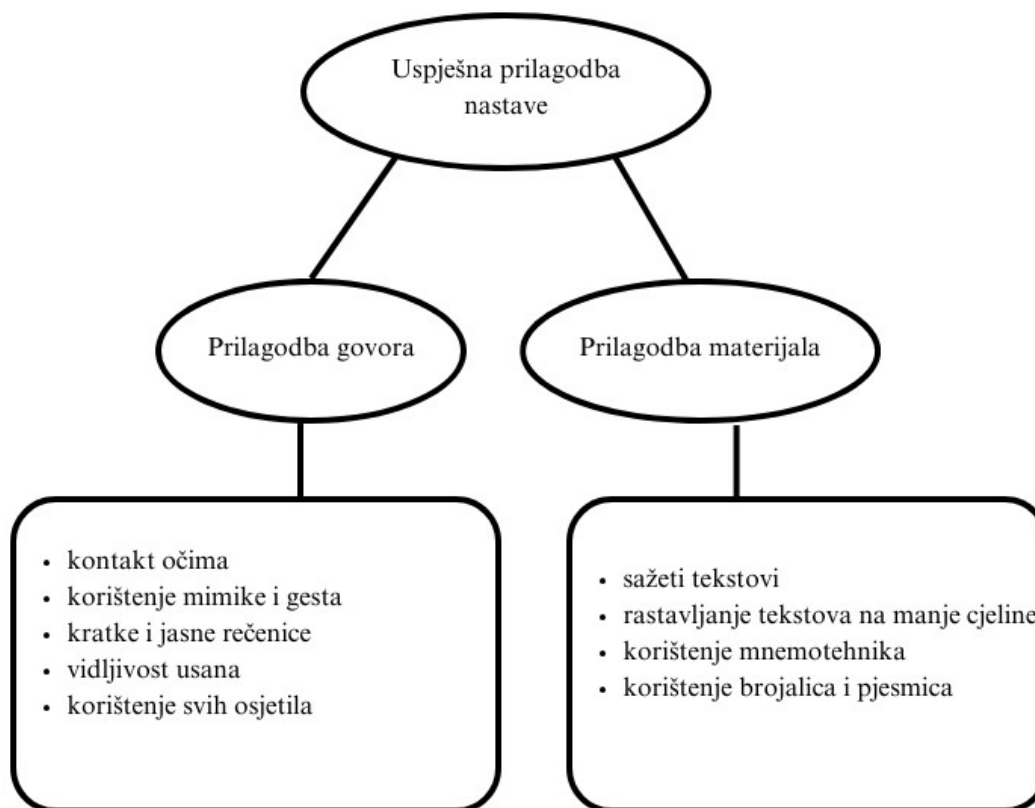 Uspješna prilagodba
nastave
Prilagodba govora
Prilagodba materijala
• kontakt očima
• korištenje mimike i gesta
• kratke i jasne rečenice
• vidljivost usana
• korištenje svih osjetila
• sažeti tekstovi
• rastavljanje tekstova na manje cjeline
• korištenje mnemotehnika
• korištenje brojalica i pjesmica